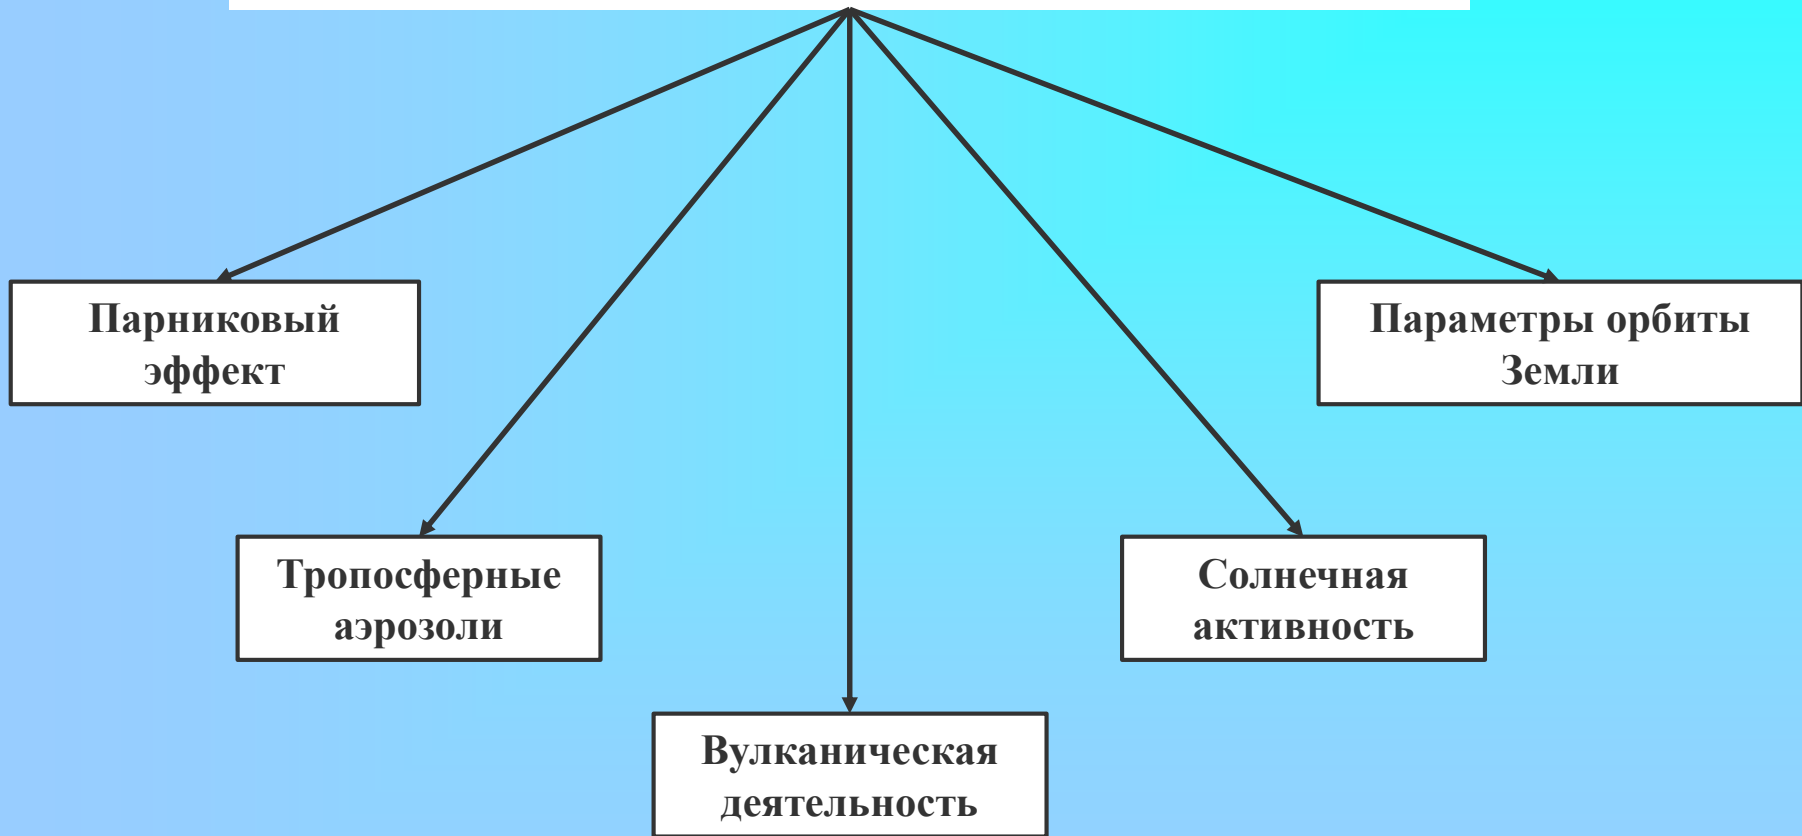 Парниковый
эффект
Параметры орбиты
Земли
Тропосферные
аэрозоли
Солнечная
активность
Вулканическая
деятельность